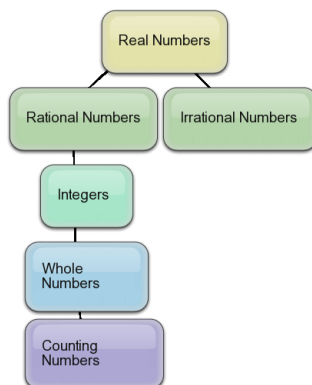 Real Numbers
Rational Numbers
Irrational Numbers
Integers
Whole
Numbers
Counting
Numbers